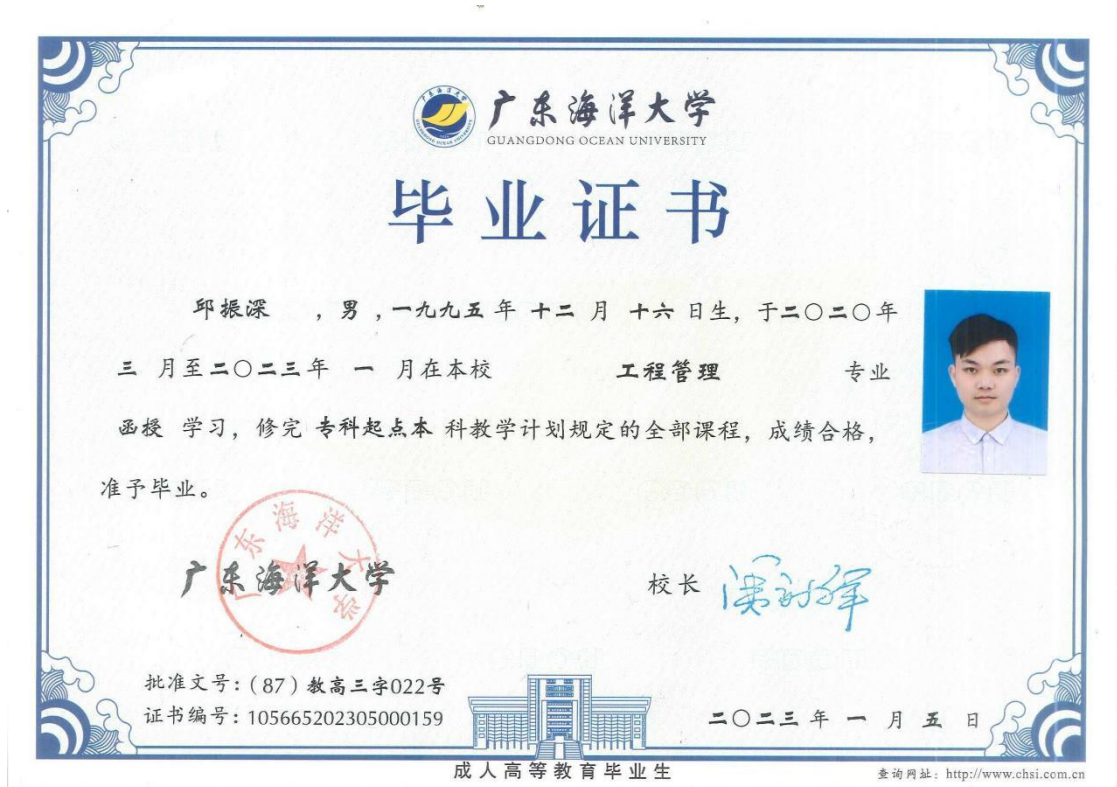 广东海洋大学
GUANGDONG OCEAN UNIVERSITY
毕业证书
邱振深 ，男，一九九五年 十二 月 十六 日生，于二〇二〇年
三 月至二〇二三年 一 月在本校 工程管理 专业
函授 学习，修完 专科起点本 科教学计划规定的全部课程，成绩合格，
准予毕业。
广东海洋大学
广东海洋大学
校长
批准文号：(87) 教高三字022号
证书编号：105665202305000159
二〇二三 年 一 月 五 日
成人高等教育毕业生
查询网址：http://www.chsi.com.cn